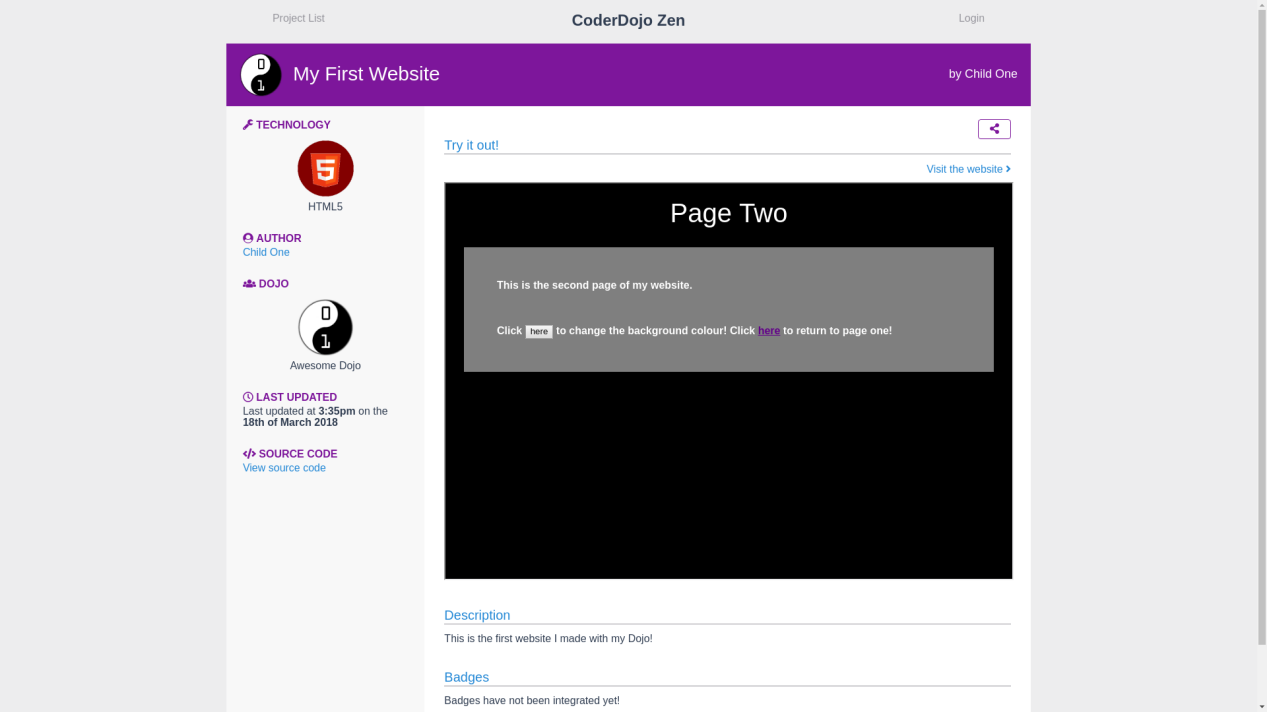 Project List
CoderDojo Zen
Login
My First Website
by Child One
TECHNOLOGY
HTML5
AUTHOR
Child One
DOJO
Awesome Dojo
LAST UPDATED
Last updated at 3:35pm on the
18th of March 2018
SOURCE CODE
View source code
Try it out!
Visit the website
Page Two
This is the second page of my website.
Click here to change the background colour! Click here to return to page one!
Description
This is the first website I made with my Dojo!
Badges
Badges have not been integrated yet!